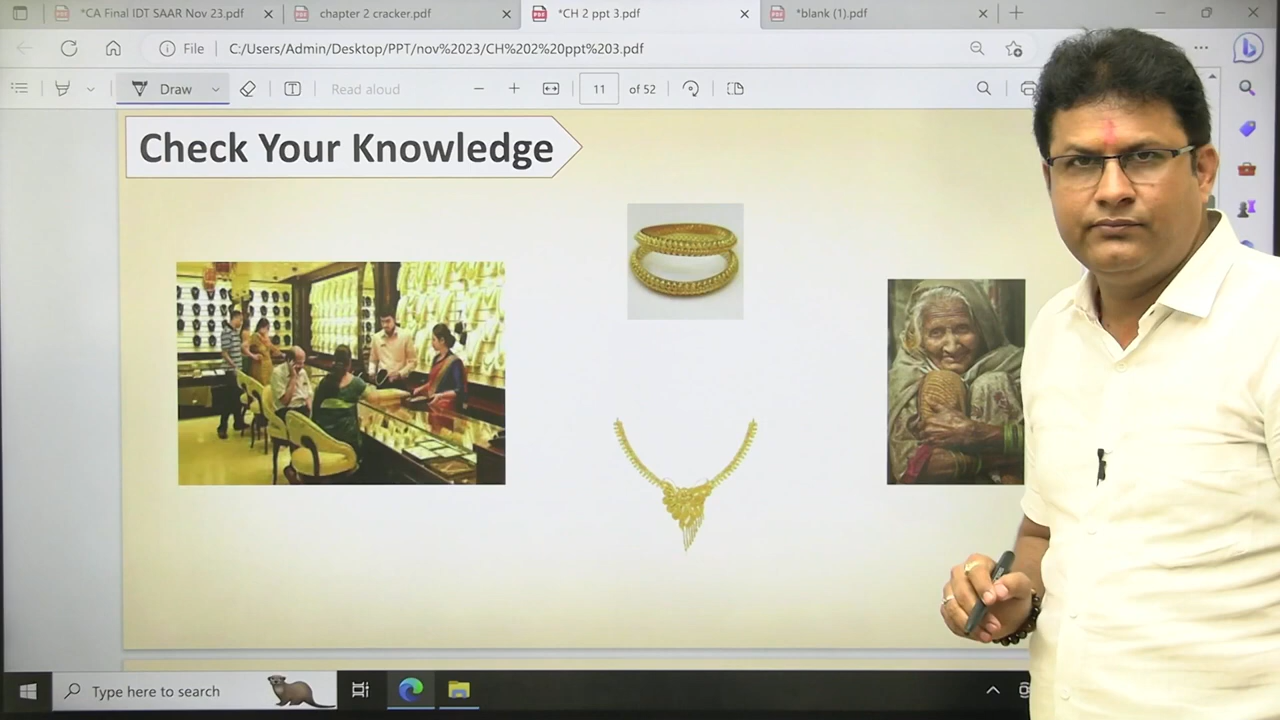 *CA Final IDT SAAR Nov 23.pdf
chapter 2 cracker.pdf
*CH 2 ppt 3.pdf
*blank (1).pdf
File
C:/Users/Admin/Desktop/PPT/nov%2023/CH%202%20ppt%203.pdf
Draw
Read aloud
11 of 52
Check Your Knowledge
Type here to search